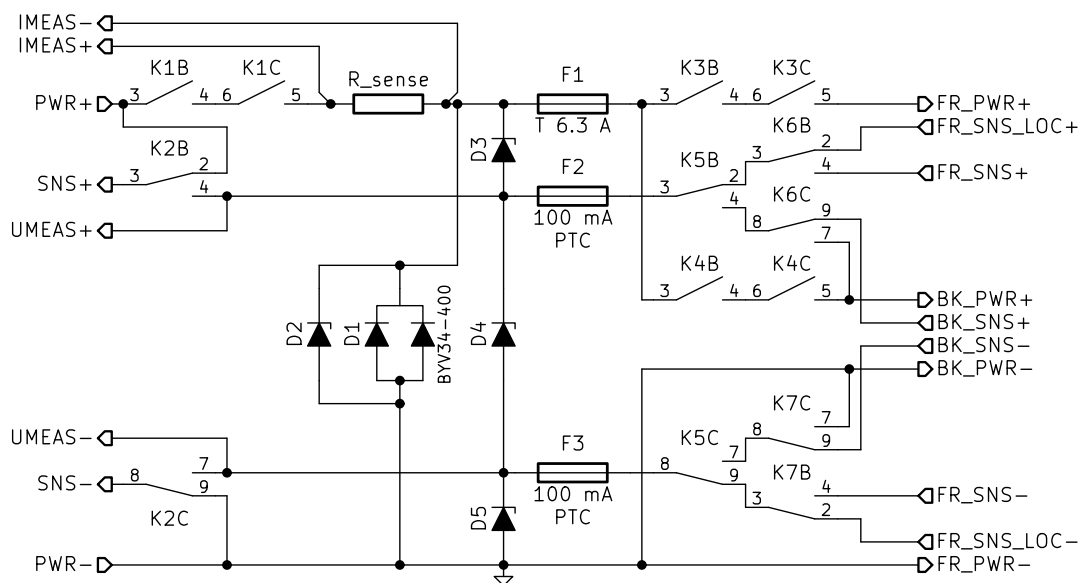 IMEAS-
IMEAS+
K1B K1C R_sense F1 K3B K3C
PWR+ 3 4 6 5 3 4 6 5 FR_PWR+
T 6.3 A K6B FR_SNS_LOC+
K2B D3 K5B 3 2
SNS+ 3 2 F2 3 2 4 FR_SNS+
4 100 mA 4 K6C
UMEAS+ PTC 8 9
7
K4B K4C
3 4 6 5 BK_PWR+
BK_SNS+
D2 D1 BYV34-400 D4 BK_SNS-
BK_PWR-
K7C
7
UMEAS- F3 K5C 8 9
7 8 7
SNS- 8 9 100 mA 9 K7B 4 FR_SNS-
K2C D5 PTC 3 2
FR_SNS_LOC-
PWR- FR_PWR-